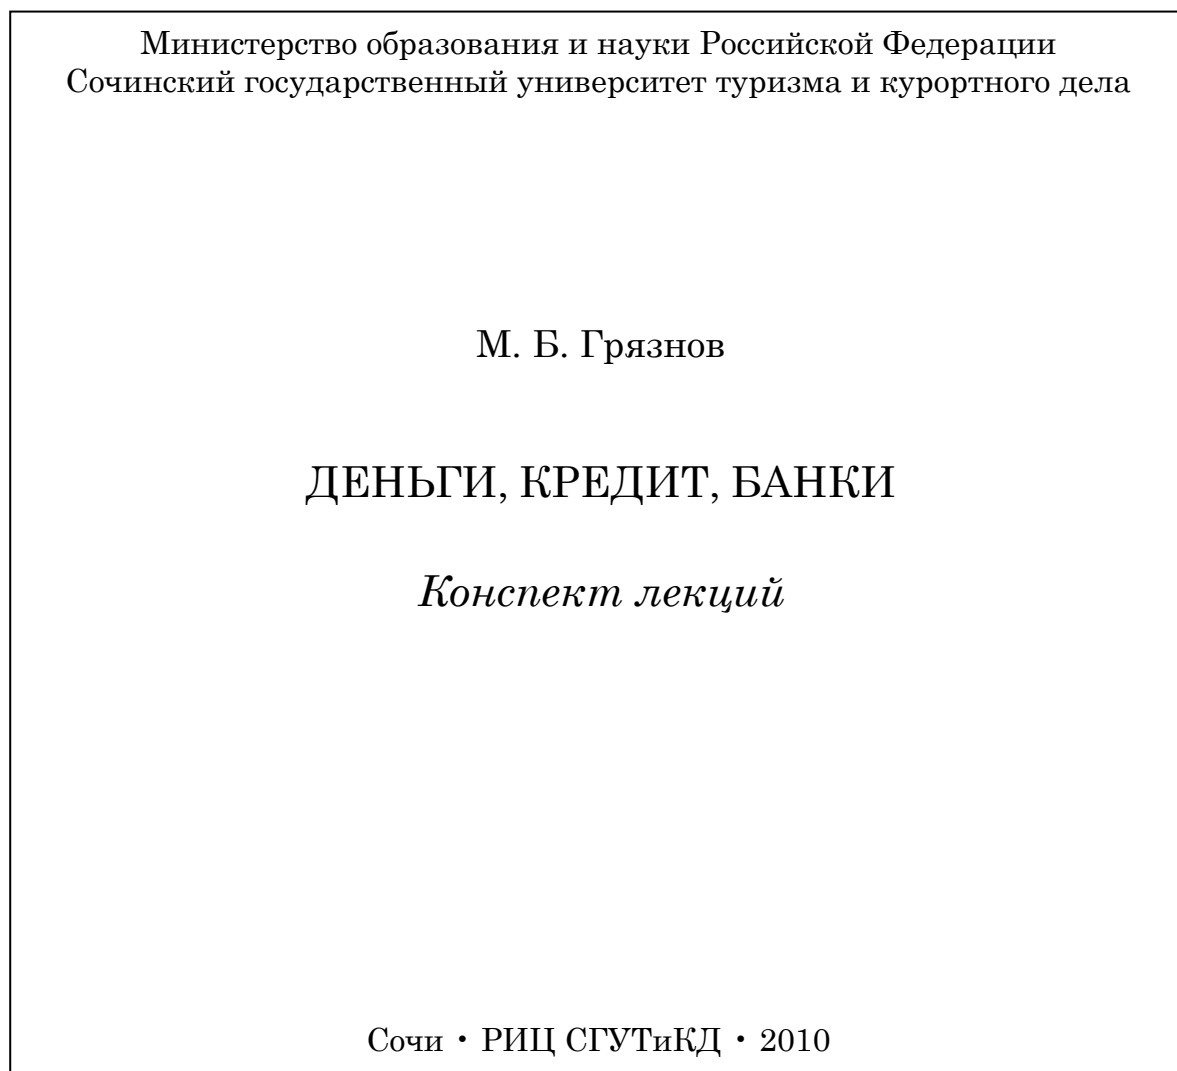 Министерство образования и науки Российской Федерации
Сочинский государственный университет туризма и курортного дела
М. Б. Грязнов
ДЕНЬГИ, КРЕДИТ, БАНКИ
Конспект лекций
Сочи • РИЦ СГУТиКД • 2010